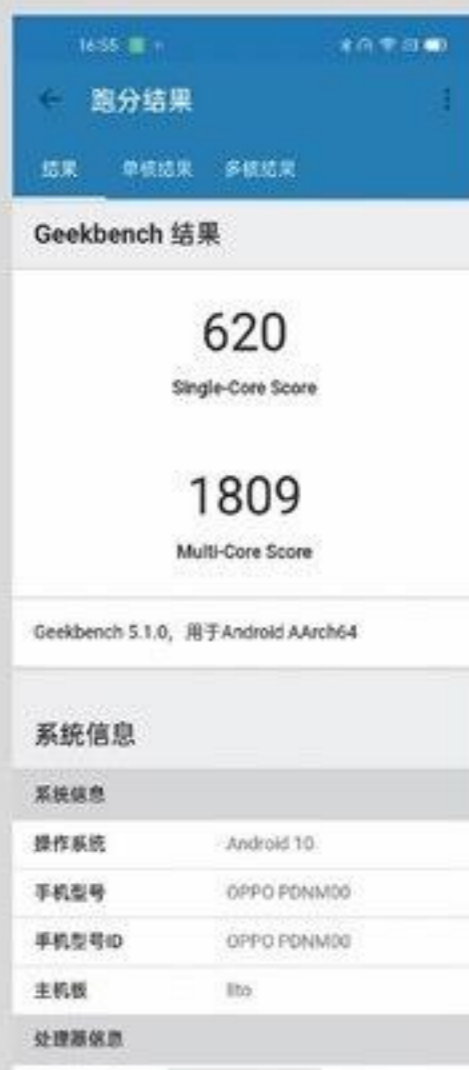 16:55
跑分结果
结果 单核结果 多核结果
Geekbench 结果
620
Single-Core Score
1809
Multi-Core Score
Geekbench 5.1.0，用于Android AArch64
系统信息
系统信息
操作系统 Android 10
手机型号 OPPO PDNM00
手机型号ID OPPO PDNM00
主机板 lito
处理器信息